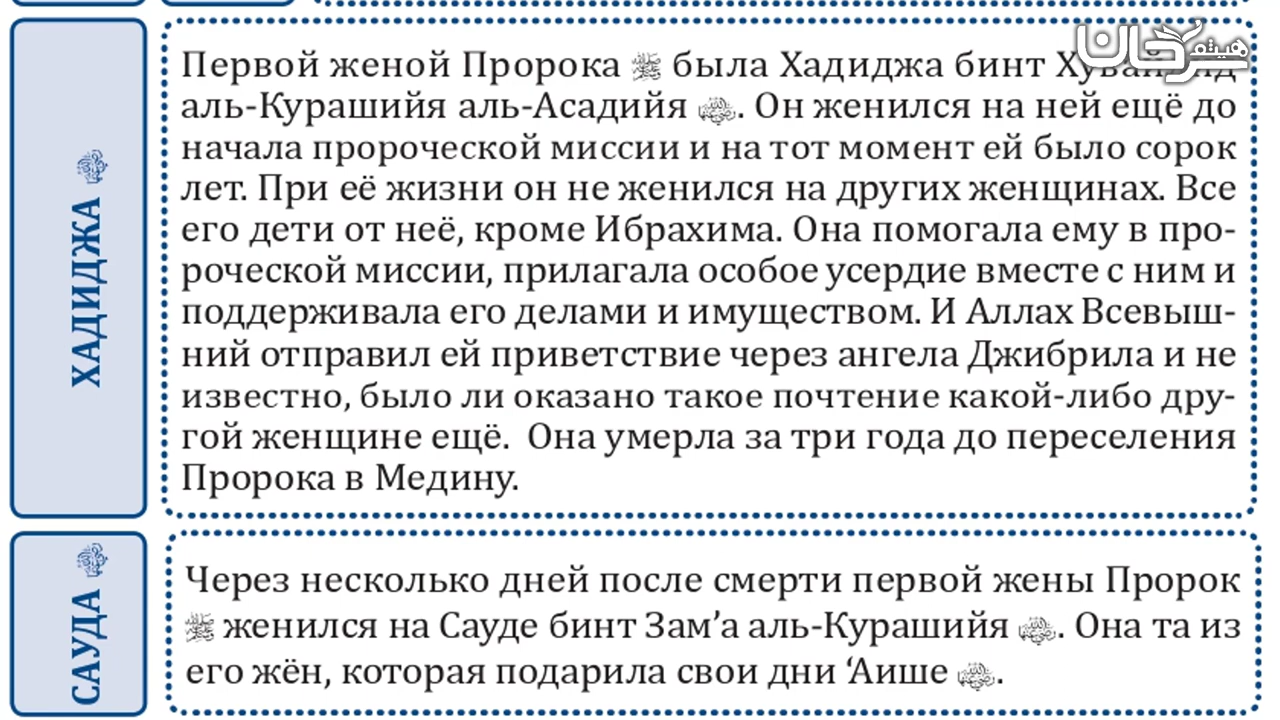 هيتمرجان
ХАДИДЖА
Первой женой Пророка ﷺ была Хадиджа бинт
аль-Курашийя аль-Асадийя. Он женился на ней ещё до
начала пророческой миссии и на тот момент ей было сорок
лет. При её жизни он не женился на других женщинах. Все
его дети от неё, кроме Ибрахима. Она помогала ему в про-
роческой миссии, прилагала особое усердие вместе с ним и
поддерживала его делами и имуществом. И Аллах Всевыш-
ний отправил ей приветствие через ангела Джибрила и не
известно, было ли оказано такое почтение какой-либо дру-
гой женщине ещё. Она умерла за три года до переселения
Пророка в Медину.
САУДА
Через несколько дней после смерти первой жены Пророк
ﷺ женился на Сауде бинт Зам’а аль-Курашийя. Она та из
его жён, которая подарила свои дни ‘Аише.